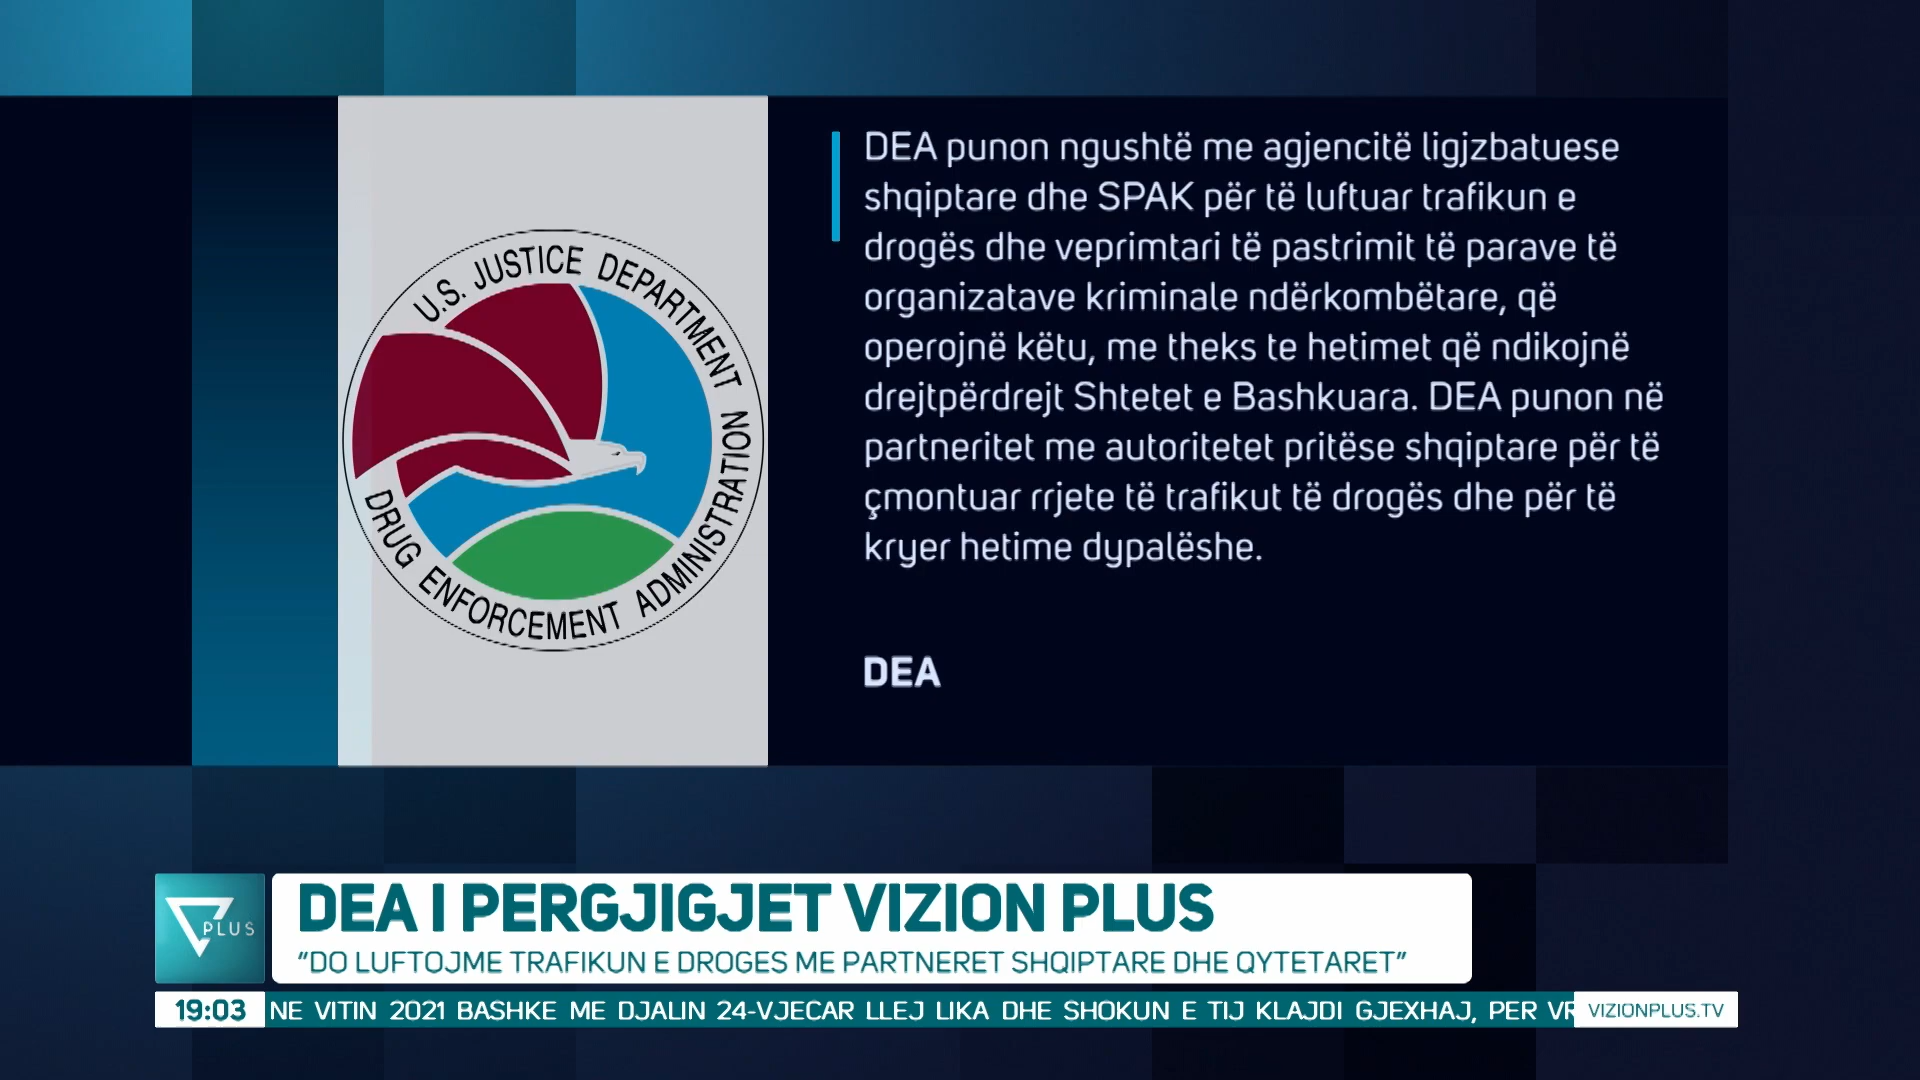 U.S. JUSTICE DEPARTMENT
DRUG ENFORCEMENT ADMINISTRATION
DEA punon ngushtë me agjencitë ligjzbatuese
shqiptare dhe SPAK për të luftuar trafikun e
drogës dhe veprimtari të pastrimit të parave të
organizatave kriminale ndërkombëtare, që
operojnë këtu, me theks te hetimet që ndikojnë
drejtpërdrejt Shtetet e Bashkuara. DEA punon në
partneritet me autoritetet pritëse shqiptare për të
çmontuar rrjete të trafikut të drogës dhe për të
kryer hetime dypalëshe.
DEA
PLUS
DEA I PERGJIGJET VIZION PLUS
“DO LUFTOJME TRAFIKUN E DROGES ME PARTNERET SHQIPTARE DHE QYTETARET”
19:03 NE VITIN 2021 BASHKE ME DJALIN 24-VJECAR LLEJ LIKA DHE SHOKUN E TIJ KLAJDI GJEXHAJ, PER VIZIONPLUS.TV